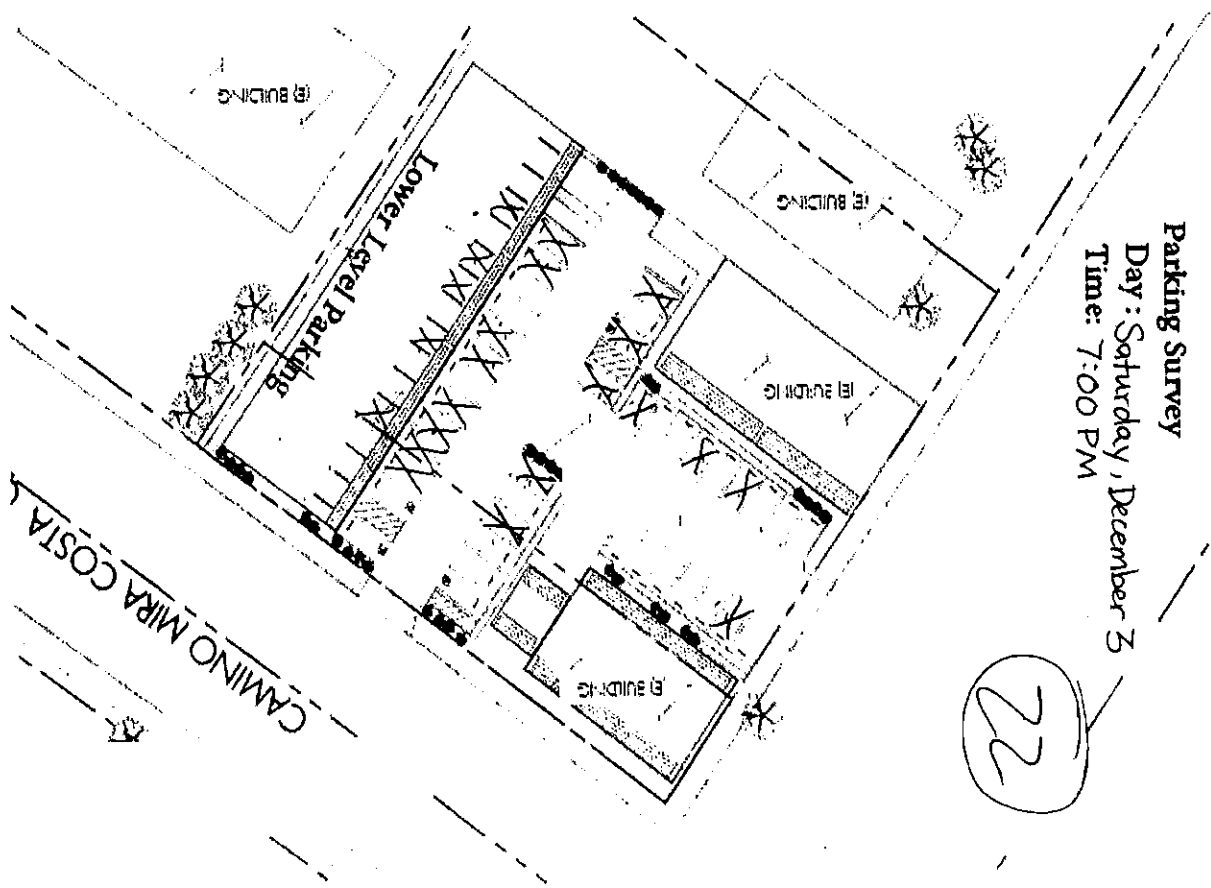 Parking Survey
Day: Saturday, December 3
Time: 7:00 PM
22
(E) BUILDING
(E) BUILDING
(E) BUILDING
(E) BUILDING
Lower Level Parking
CAMINO MIRA COSTA